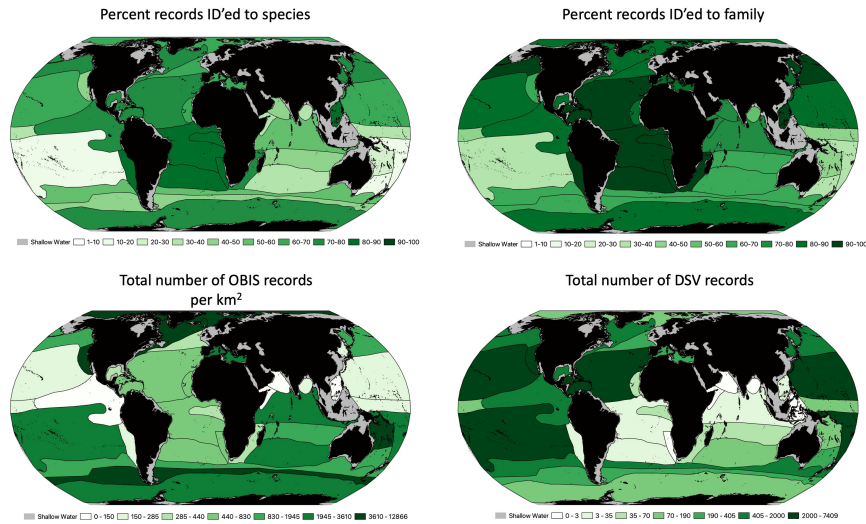 Percent records ID'ed to species
Percent records ID'ed to family
Shallow Water 1-10 10-20 20-30 30-40 40-50 50-60 60-70 70-80 80-90 90-100
Shallow Water 1-10 10-20 20-30 30-40 40-50 50-60 60-70 70-80 80-90 90-100
Total number of OBIS records
per km²
Total number of DSV records
Shallow Water 0 - 150 150 - 285 285 - 440 440 - 830 830 - 1945 1945 - 3610 3610 - 12866
Shallow Water 0 - 3 3 - 35 35 - 70 70 - 190 190 - 405 405 - 2000 2000 - 7409